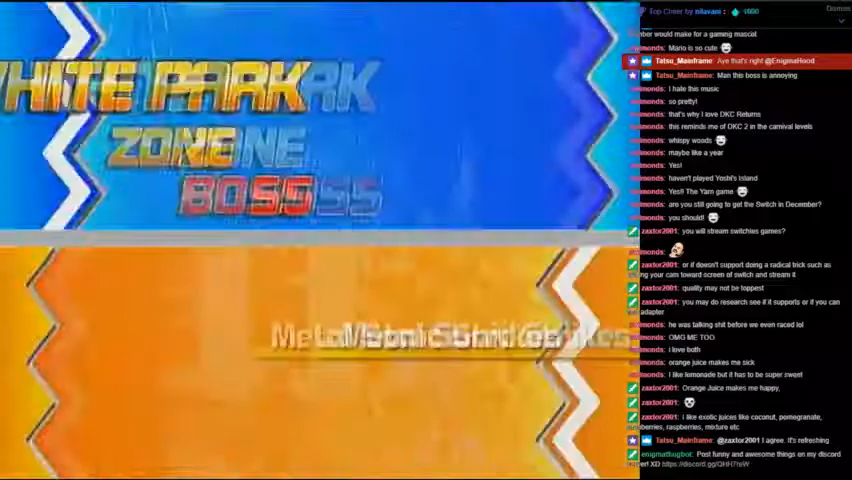 Top Cheer by nilavani : 1000
WHITE PARK
ZONE
BOSS
would make for a gaming mascot
Mario is so cute
Tatsu_Mainframe: Aye that's right @EnigmaHood
Tatsu_Mainframe: Man this boss is annoying
I hate this music
so pretty!
that's why I love DKC Returns
this reminds me of DKC 2 in the carnival levels
whispy woods
maybe like a year
Yes!
haven't played Yoshi's Island
Yes!! The Yarn game
are you still going to get the Switch in December?
you should!
zaxtor2001: you will stream switchies games?
zaxtor2001: or if doesn't support doing a radical trick such as
your cam toward screen of switch and stream it
zaxtor2001: quality may not be toppest
zaxtor2001: you may do research see if it supports or if you can
adapter
he was talking shit before we even raced lol
OMG ME TOO
i love both
orange juice makes me sick
I like lemonade but it has to be super sweet
zaxtor2001: Orange Juice makes me happy,
zaxtor2001:
zaxtor2001: I like exotic juices like coconut, pomegranate,
raspberries, mixture etc
Tatsu_Mainframe: @zaxtor2001 I agree. It's refreshing
enigmathugbot: Post funny and awesome things on my discord
XD https://discord.gg/